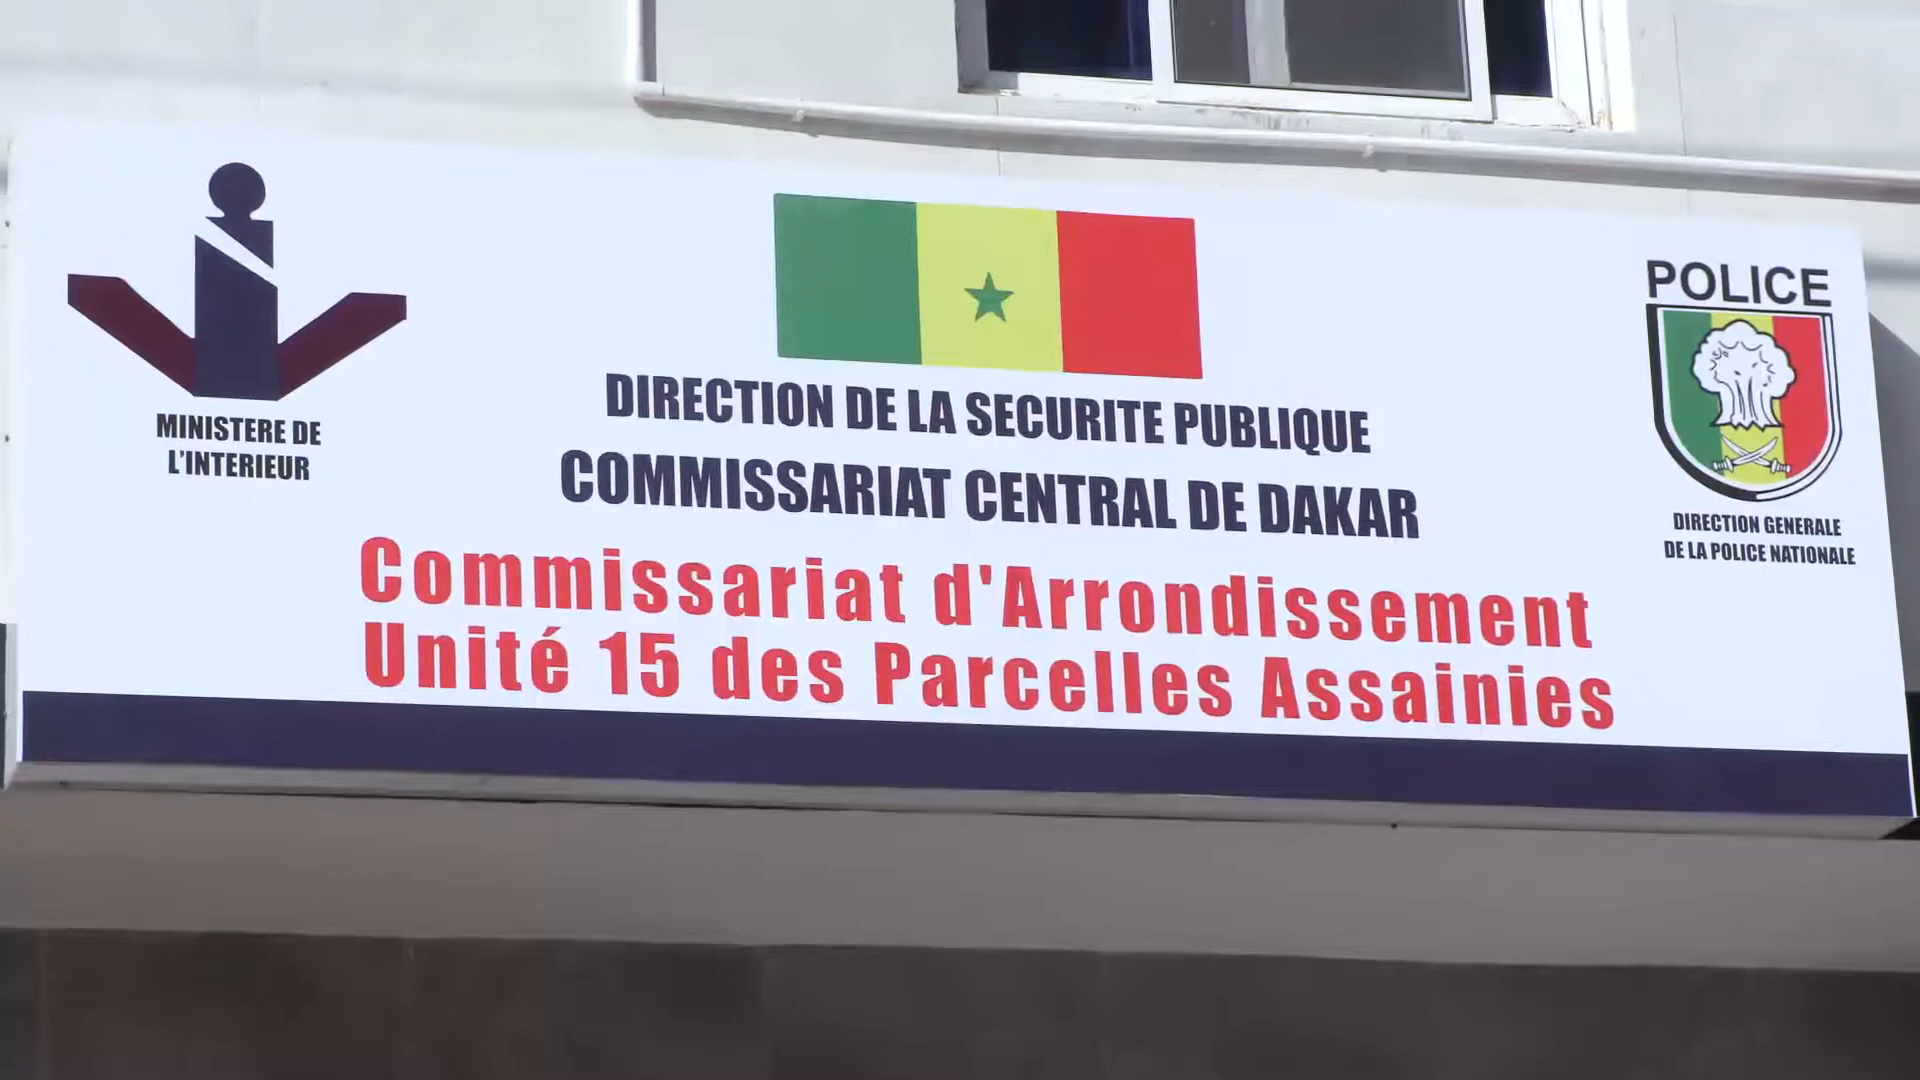 MINISTERE DE
L'INTERIEUR
DIRECTION DE LA SECURITE PUBLIQUE
COMMISSARIAT CENTRAL DE DAKAR
Commissariat d'Arrondissement
Unité 15 des Parcelles Assainies
POLICE
DIRECTION GENERALE
DE LA POLICE NATIONALE